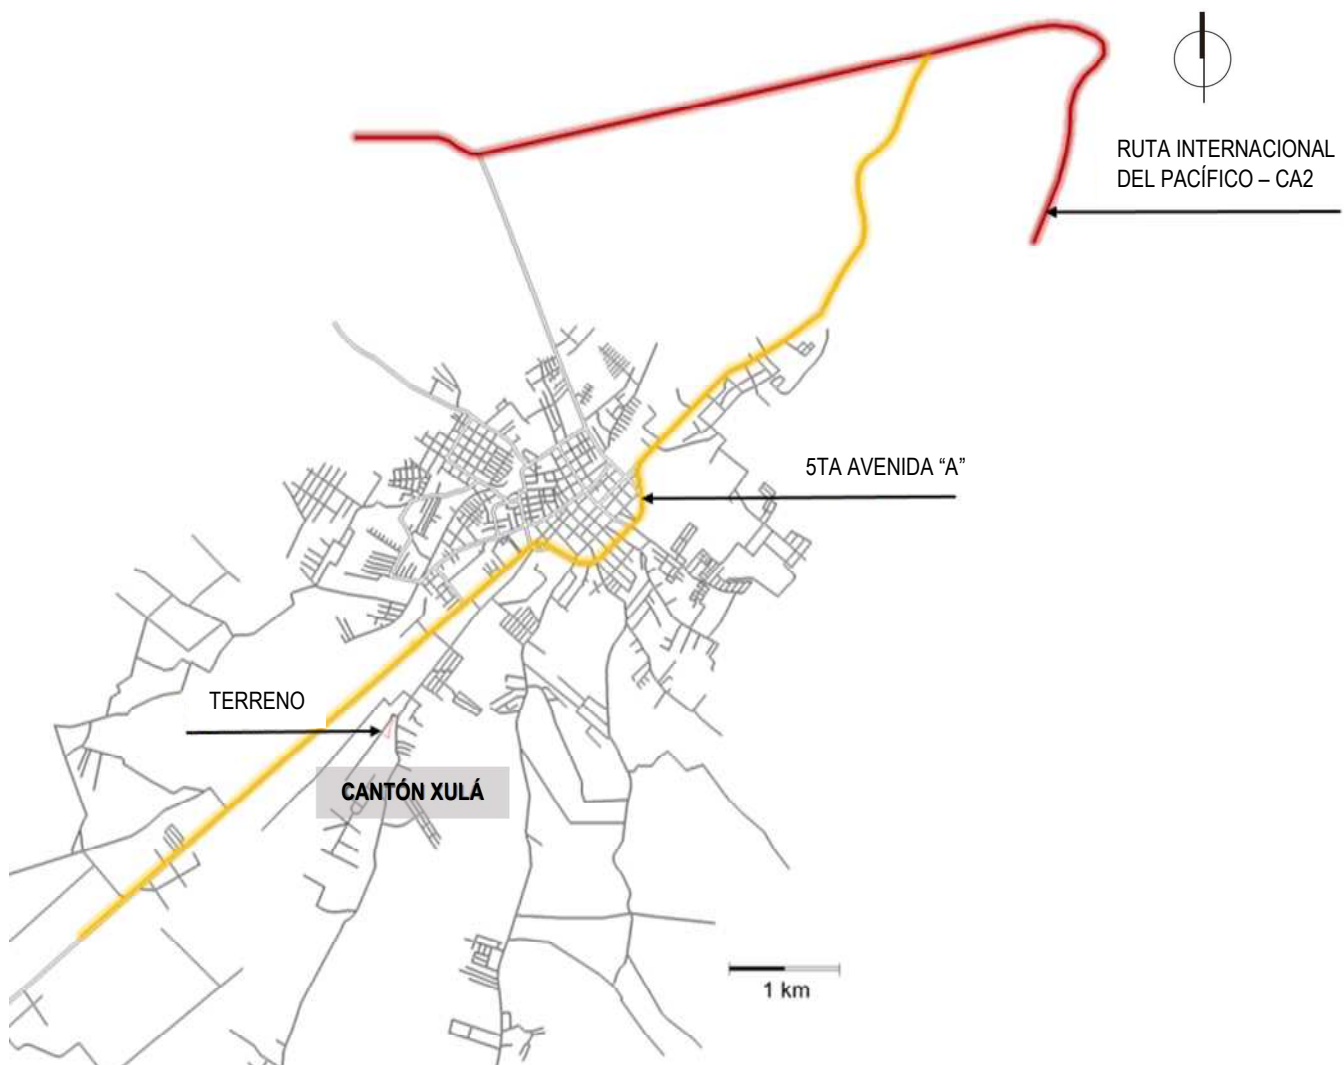 RUTA INTERNACIONAL
DEL PACÍFICO – CA2
5TA AVENIDA “A”
TERRENO
CANTÓN XULÁ
1 km